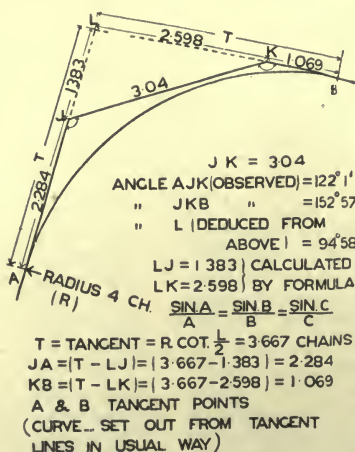 L
T
2.598
K
1.069
B
1.383
T
J
3.04
2.284
A
RADIUS 4 CH.
(R)
J K = 3.04
ANGLE AJK (OBSERVED) = 122° 1'
" JKB = 152° 57
" L (DEDUCED FROM
ABOVE) = 94° 58
LJ = 1.383 } CALCULATED
LK = 2.598 } BY FORMULA
SIN.A/A = SIN.B/B = SIN.C/C
T = TANGENT = R. COT. L/2 = 3.667 CHAINS
JA = (T - LJ) = (3.667 - 1.383) = 2.284
KB = (T - LK) = (3.667 - 2.598) = 1.069
A & B TANGENT POINTS
(CURVE... SET OUT FROM TANGENT
LINES IN USUAL WAY)